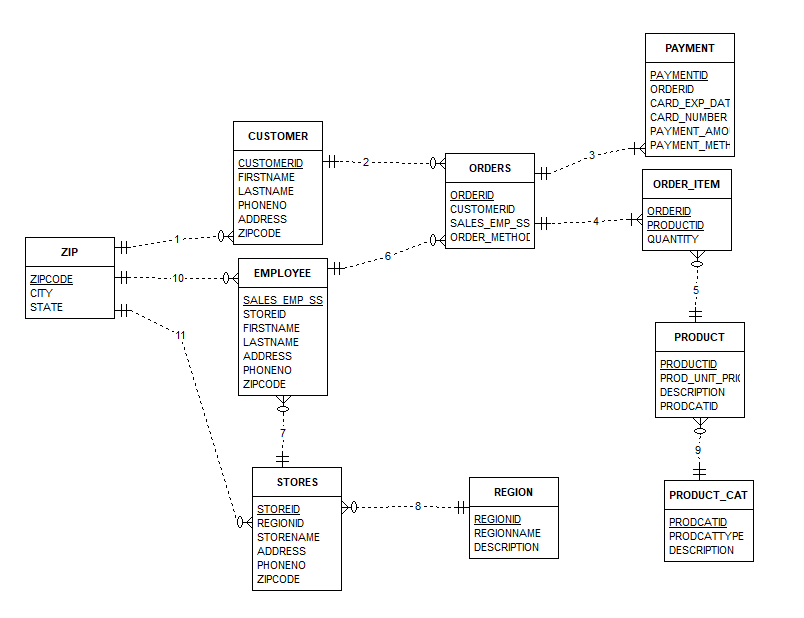 PAYMENT
PAYMENTID
ORDERID
CARD_EXP_DAT
CARD_NUMBER
PAYMENT_AMO
PAYMENT_METH
CUSTOMER
CUSTOMERID
FIRSTNAME
LASTNAME
PHONENO
ADDRESS
ZIPCODE
2
3
ORDERS
ORDERID
CUSTOMERID
SALES_EMP_SS
ORDER_METHOD
ORDER_ITEM
ORDERID
PRODUCTID
QUANTITY
4
1
6
ZIP
ZIPCODE
CITY
STATE
10
11
EMPLOYEE
SALES_EMP_SS
STOREID
FIRSTNAME
LASTNAME
ADDRESS
PHONENO
ZIPCODE
5
PRODUCT
PRODUCTID
PROD_UNIT_PRIC
DESCRIPTION
PRODCATID
7
9
STORES
STOREID
REGIONID
STORENAME
ADDRESS
PHONENO
ZIPCODE
8
REGION
REGIONID
REGIONNAME
DESCRIPTION
PRODUCT_CAT
PRODCATID
PRODCATTYPE
DESCRIPTION